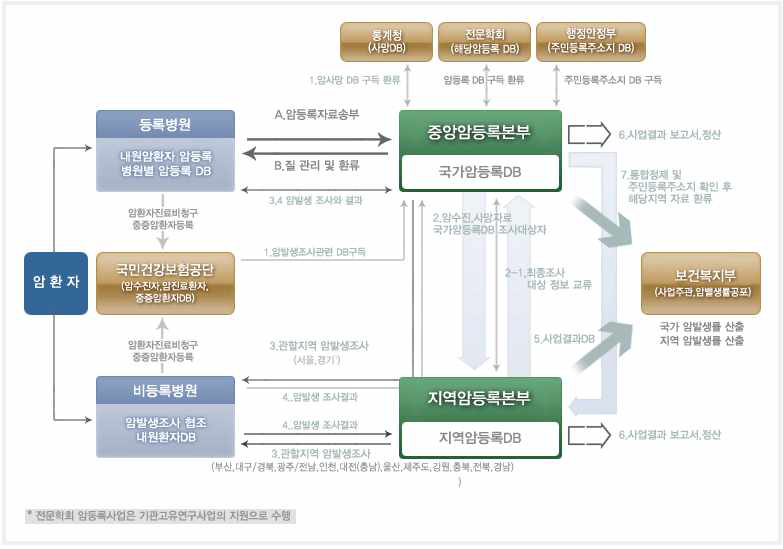 통계청
(사망DB)
전문학회
(해당암등록 DB)
행정안정부
(주민등록주소지 DB)
1.암사망 DB 구득 환류
암등록 DB 구득 환류
주민등록주소지 DB 구득
등록병원
내원암환자 암등록
병원별 암등록 DB
A.암등록자료송부
B.질 관리 및 환류
3,4 암발생 조사와 결과
중앙암등록본부
국가암등록DB
6.사업결과 보고서,정산
7.통합정제 및
주민등록주소지 확인 후
해당지역 자료 환류
암환자진료비청구
중증암환자등록
2.암수진,사망자료
국가암등록DB 조사대상자
암 환 자
국민건강보험공단
(암수진자,암진료환자,
중증암환자DB)
1.암발생조사관련 DB구득
2-1.최종조사
대상 정보 교류
보건복지부
(사업주관,암발생률공포)
국가 암발생률 산출
지역 암발생률 산출
암환자진료비청구
중증암환자등록
3.관할지역 암발생조사
(서울,경기')
5.사업결과DB
비등록병원
암발생조사 협조
내원환자DB
4..암발생 조사결과
4..암발생 조사결과
3.관할지역 암발생조사
지역암등록본부
지역암등록DB
6.사업결과 보고서,정산
(부산,대구/경북,광주/전남,인천,대전(충남),울산,제주도,강원,충북,전북,경남)
)
* 전문학회 암등록사업은 기관고유연구사업의 지원으로 수행